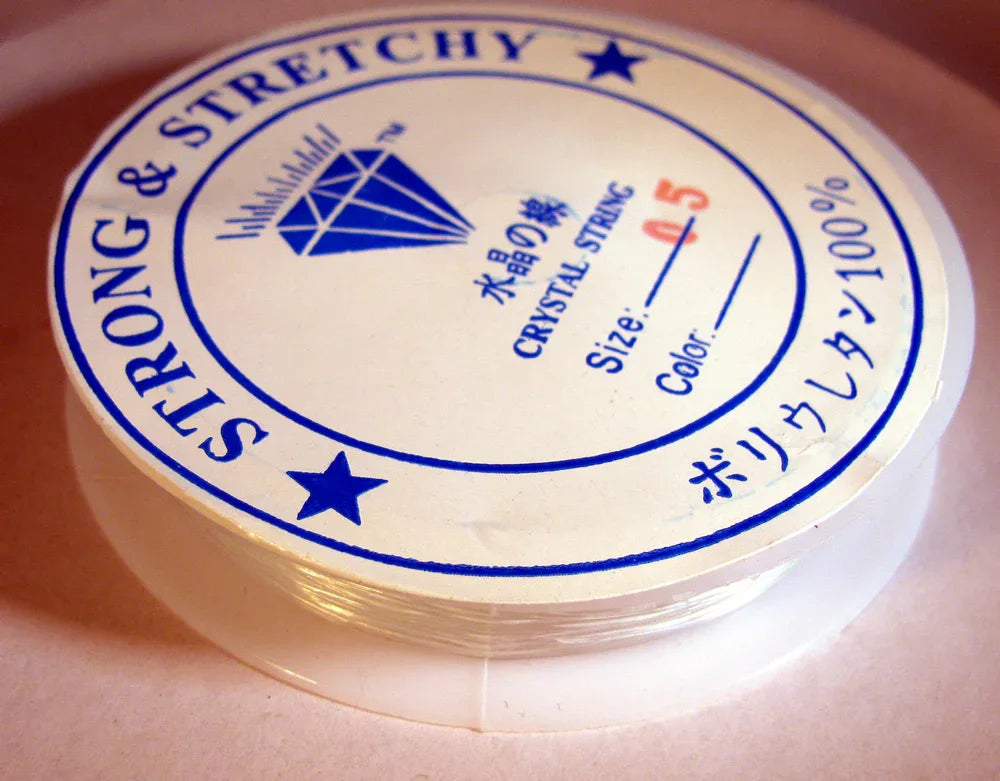 STRONG & STRETCHY
TM
水晶の線
CRYSTAL STRING
Size: 0.5
Color:
ボリウレタン100%